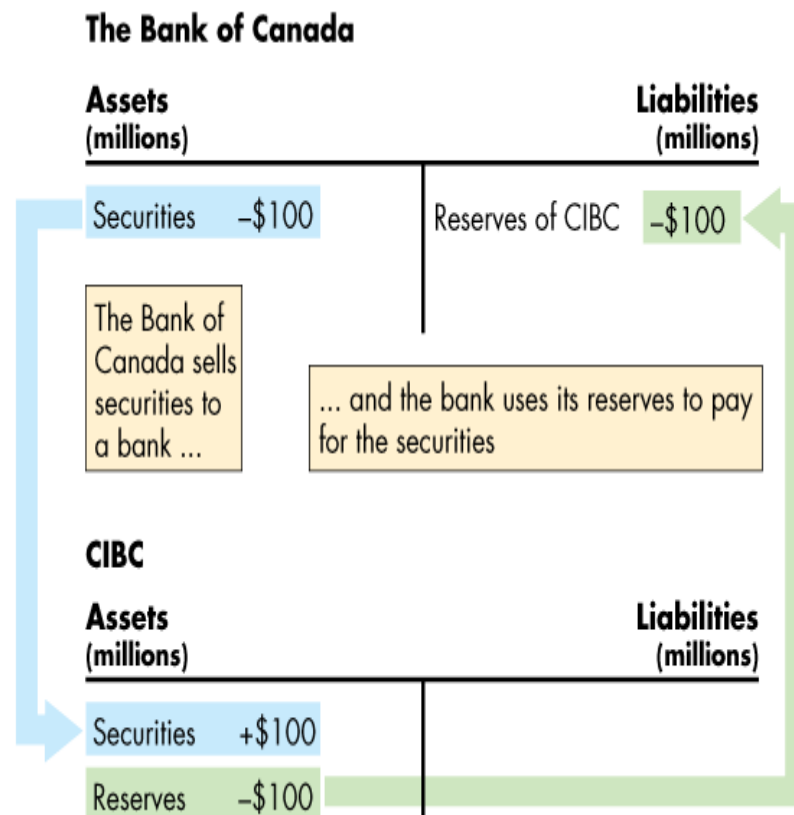 The Bank of Canada
Assets Liabilities
(millions) (millions)
Securities –$100 Reserves of CIBC –$100
The Bank of
Canada sells
securities to
a bank ...
... and the bank uses its reserves to pay
for the securities
CIBC
Assets Liabilities
(millions) (millions)
Securities +$100
Reserves –$100